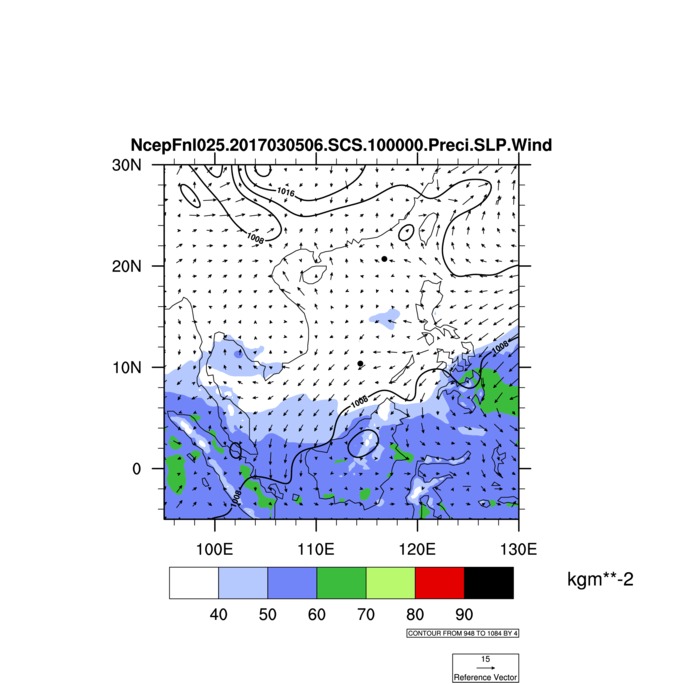 NcepFnl025.2017030506.SCS.100000.Preci.SLP.Wind
30N
1016
1008
20N
10N
1008
1008
0
1008
100E 110E 120E 130E
kgm**-2
40 50 60 70 80 90
CONTOUR FROM 948 TO 1084 BY 4
15
Reference Vector